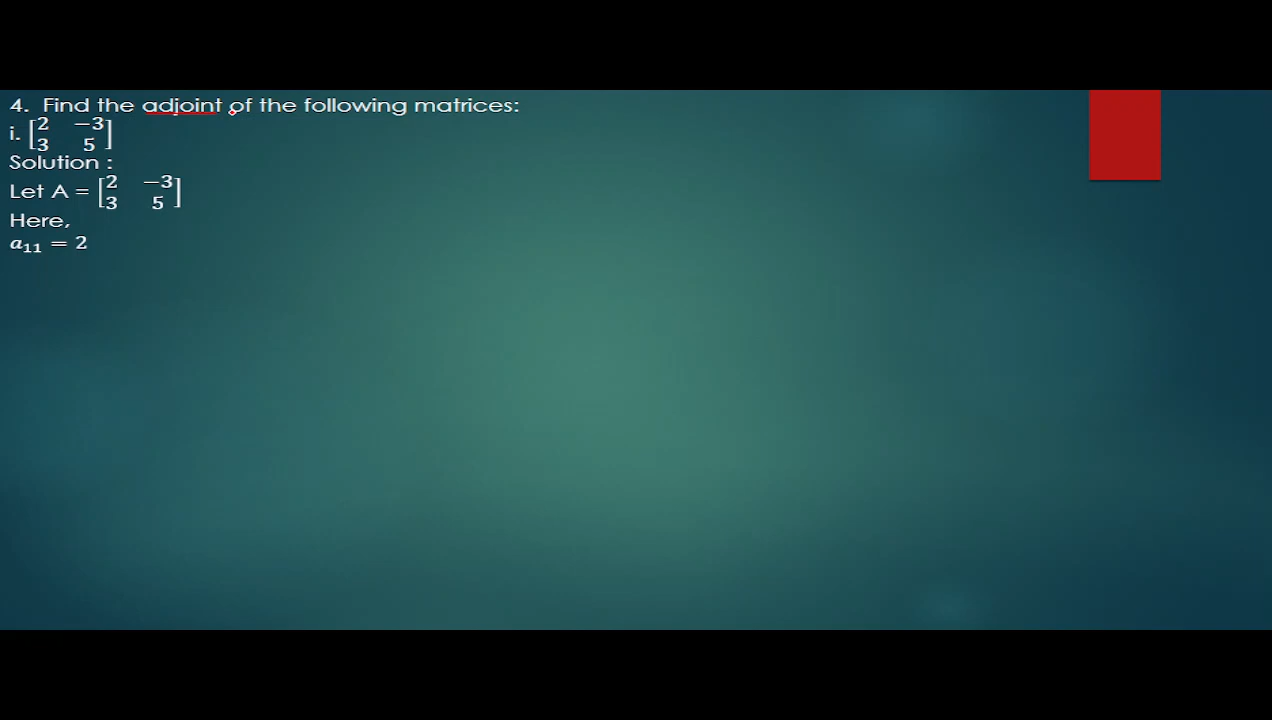 4. Find the adjoint of the following matrices:
i. [2 −3
3 5]
Solution :
Let A = [2 −3
3 5]
Here,
a₁₁ = 2